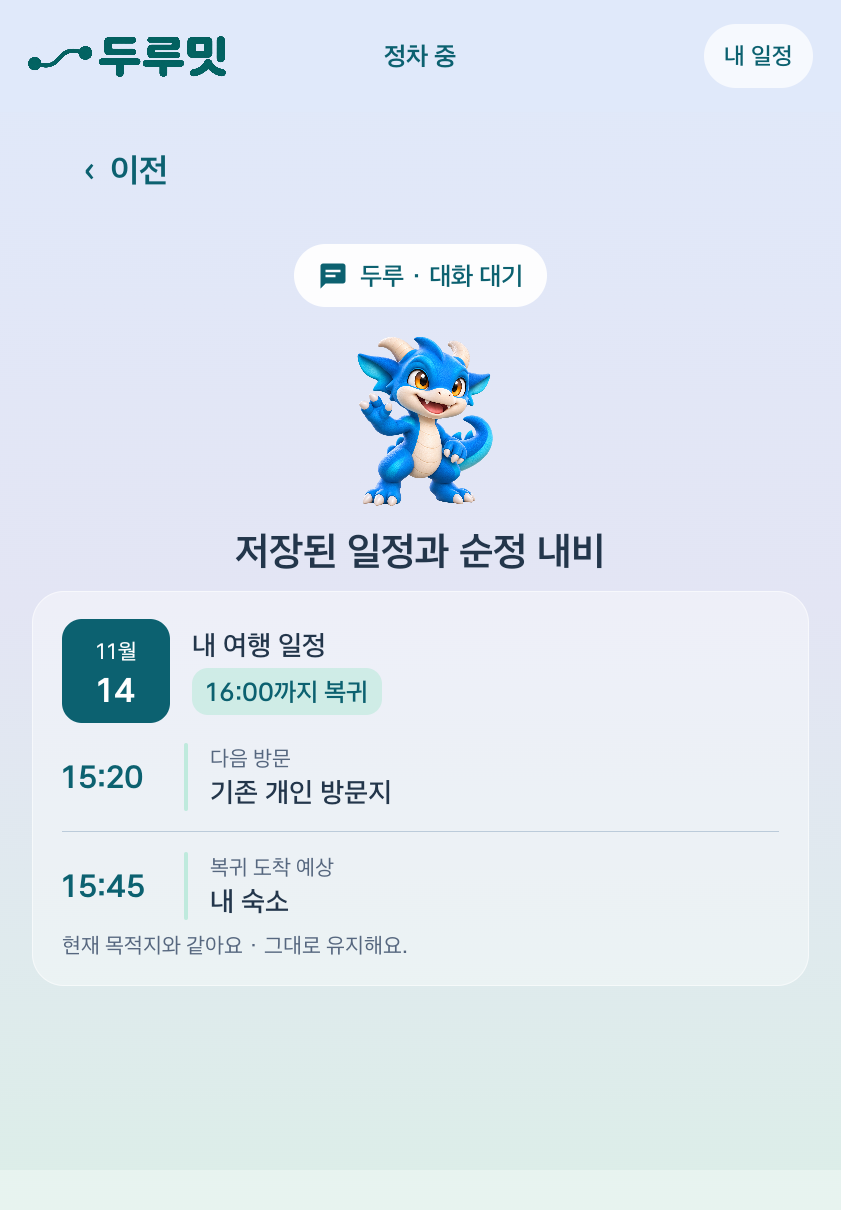 두루밋
정차 중
내 일정
‹ 이전
두루 · 대화 대기
저장된 일정과 순정 내비
11월
14
내 여행 일정
16:00까지 복귀
15:20
다음 방문
기존 개인 방문지
15:45
복귀 도착 예상
내 숙소
현재 목적지와 같아요 · 그대로 유지해요.